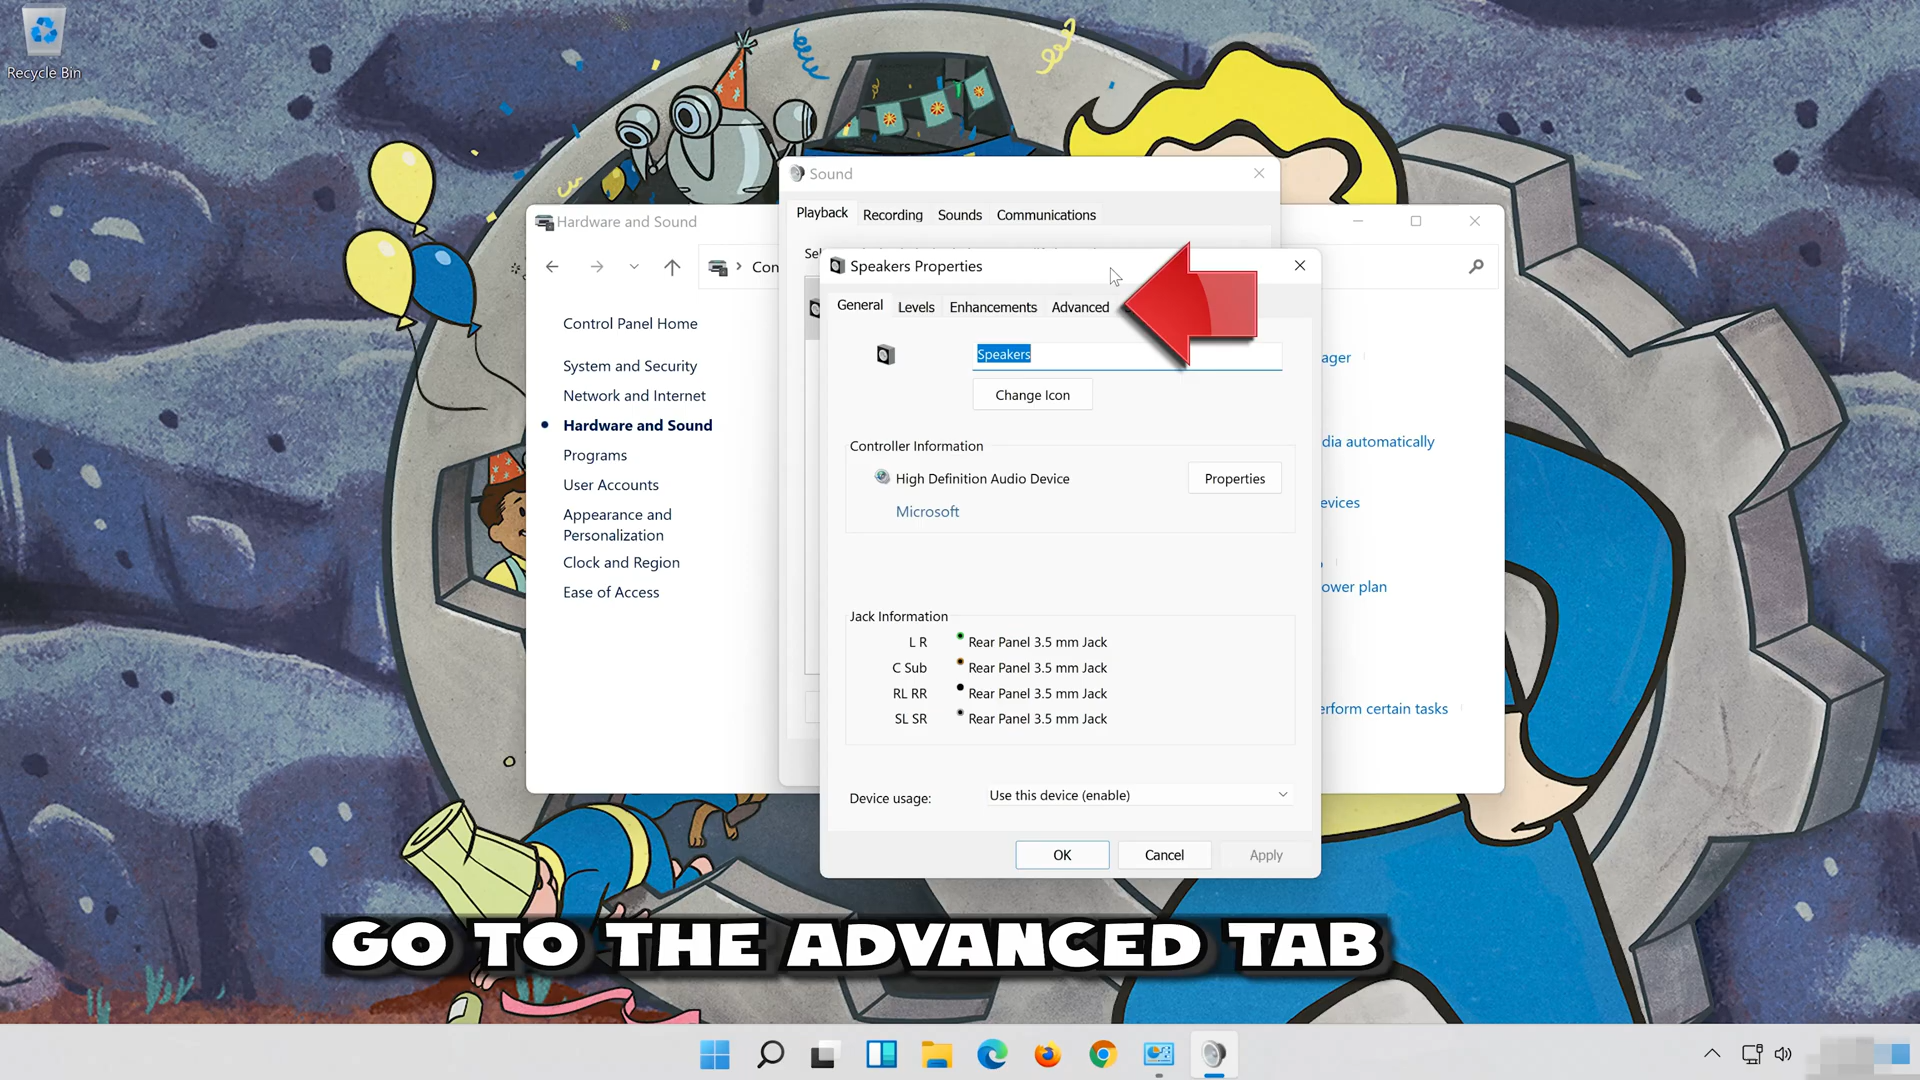 Recycle Bin
Sound
Playback Recording Sounds Communications
Hardware and Sound
Con
Speakers Properties
General Levels Enhancements Advanced
Control Panel Home
System and Security
Network and Internet
Hardware and Sound
Programs
User Accounts
Appearance and
Personalization
Clock and Region
Ease of Access
Speakers
Change Icon
Controller Information
High Definition Audio Device
Properties
Microsoft
Jack Information
L R Rear Panel 3.5 mm Jack
C Sub Rear Panel 3.5 mm Jack
RL RR Rear Panel 3.5 mm Jack
SL SR Rear Panel 3.5 mm Jack
Device usage: Use this device (enable)
OK Cancel Apply
ager
dia automatically
evices
ower plan
erform certain tasks
GO TO THE ADVANCED TAB